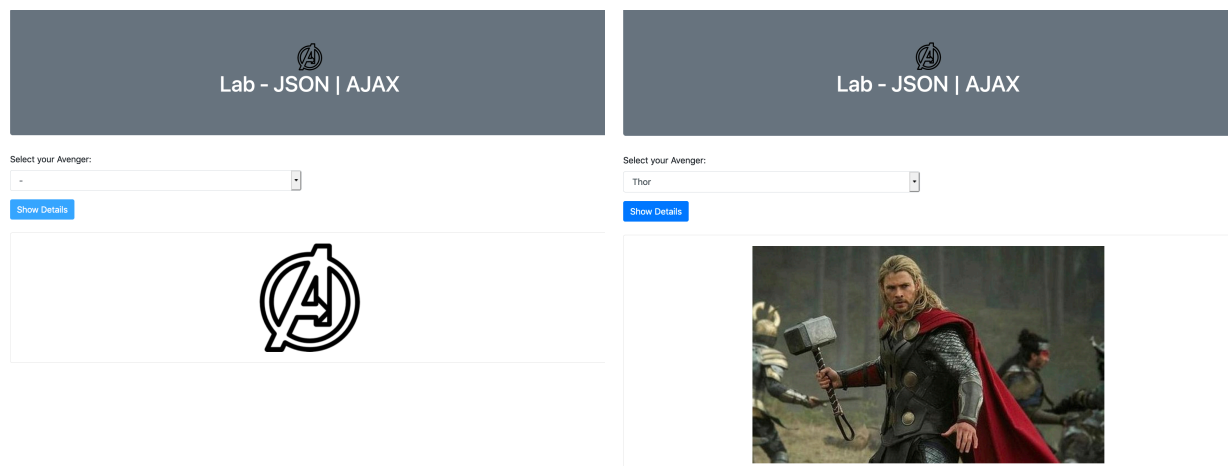 Lab - JSON | AJAX
Select your Avenger:
-
Show Details
Lab - JSON | AJAX
Select your Avenger:
Thor
Show Details